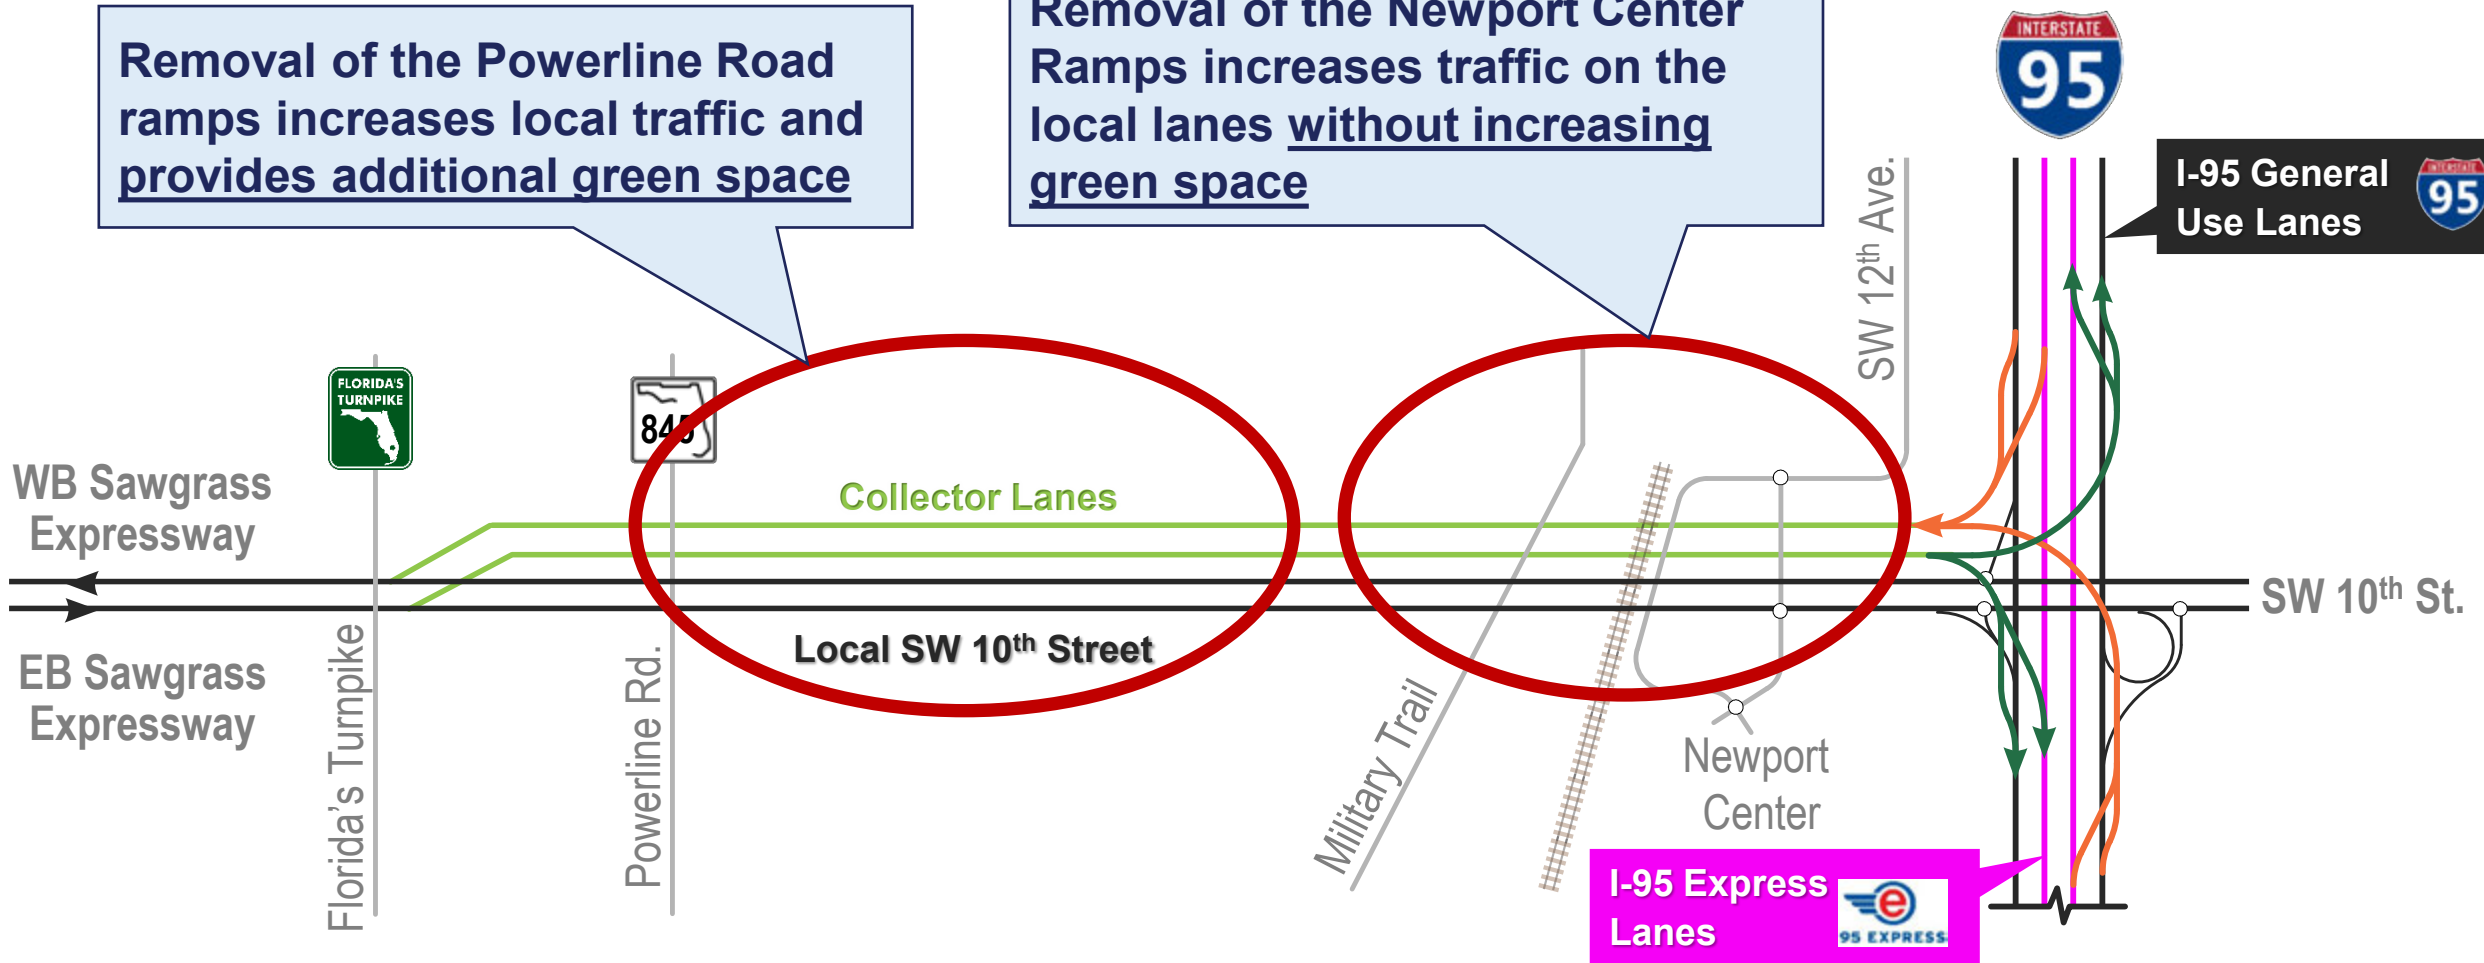 Removal of the Powerline Road
ramps increases local traffic and
provides additional green space
Removal of the Newport Center
Ramps increases traffic on the
local lanes without increasing
green space
INTERSTATE
95
I-95 General
Use Lanes
INTERSTATE
95
SW 12th Ave.
FLORIDA'S
TURNPIKE
845
WB Sawgrass
Expressway
Collector Lanes
SW 10th St.
Local SW 10th Street
EB Sawgrass
Expressway
Florida's Turnpike
Powerline Rd.
Military Trail
Newport
Center
I-95 Express
Lanes
e
95 EXPRESS